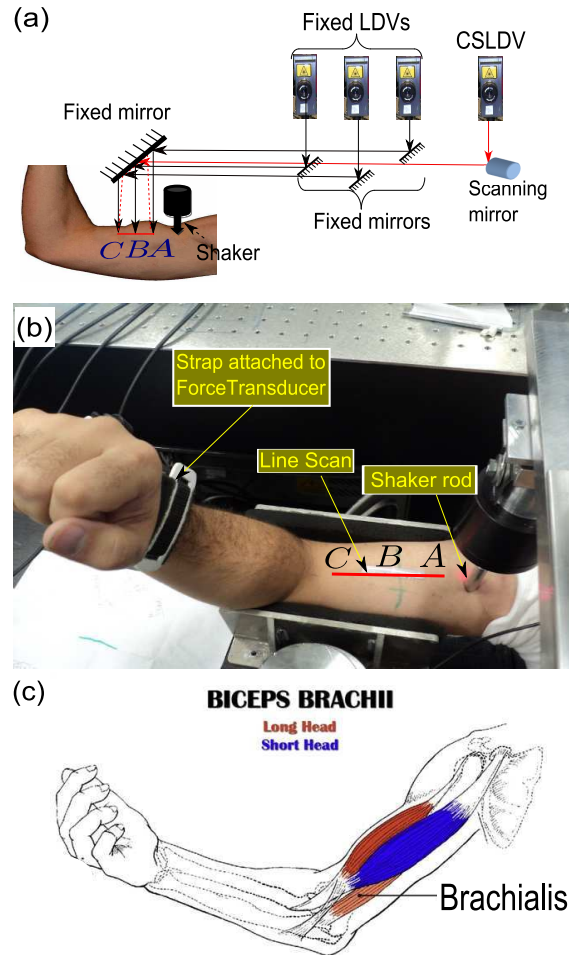 (a)
Fixed LDVs
CSLDV
Fixed mirror
Scanning
mirror
Fixed mirrors
C B A
Shaker
(b)
Strap attached to
ForceTransducer
Line Scan
Shaker rod
C B A
(c)
BICEPS BRACHII
Long Head
Short Head
Brachialis